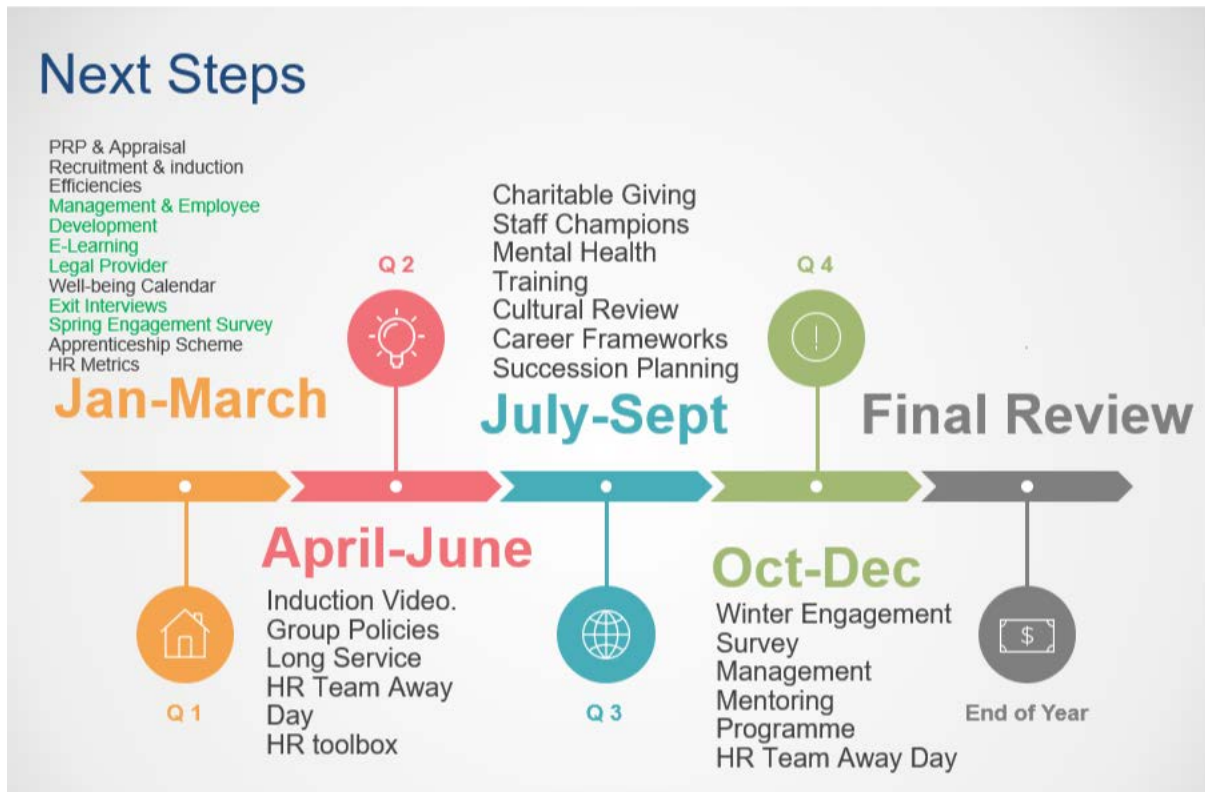 Next Steps
PRP & Appraisal
Recruitment & induction
Efficiencies
Management & Employee
Development
E-Learning
Legal Provider
Well-being Calendar
Exit Interviews
Spring Engagement Survey
Apprenticeship Scheme
HR Metrics
Jan-March
Q 1
Q 2
April-June
Induction Video.
Group Policies
Long Service
HR Team Away
Day
HR toolbox
Charitable Giving
Staff Champions
Mental Health
Training
Cultural Review
Career Frameworks
Succession Planning
July-Sept
Q 3
Q 4
Oct-Dec
Winter Engagement
Survey
Management
Mentoring
Programme
HR Team Away Day
Final Review
$
End of Year